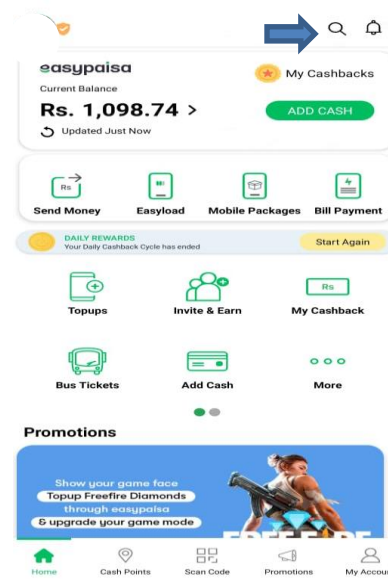 easypaisa
My Cashbacks
Current Balance
Rs. 1,098.74 >
ADD CASH
Updated Just Now
Rs
Send Money
Easyload
Mobile Packages
Bill Payment
DAILY REWARDS
Your Daily Cashback Cycle has ended
Start Again
Rs
Topups
Invite & Earn
My Cashback
Bus Tickets
Add Cash
More
Promotions
Show your game face
Topup Freefire Diamonds
through easypaisa
& upgrade your game mode
Home
Cash Points
Scan Code
Promotions
My Accou